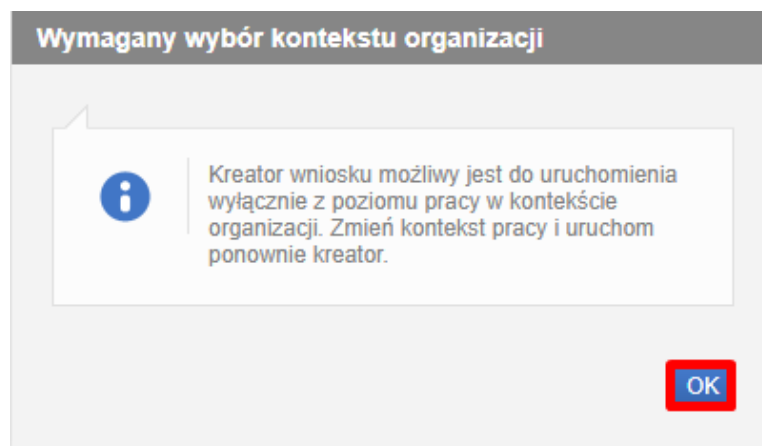 Wymagany wybór kontekstu organizacji
Kreator wniosku możliwy jest do uruchomienia
wyłącznie z poziomu pracy w kontekście
organizacji. Zmień kontekst pracy i uruchom
ponownie kreator.
OK